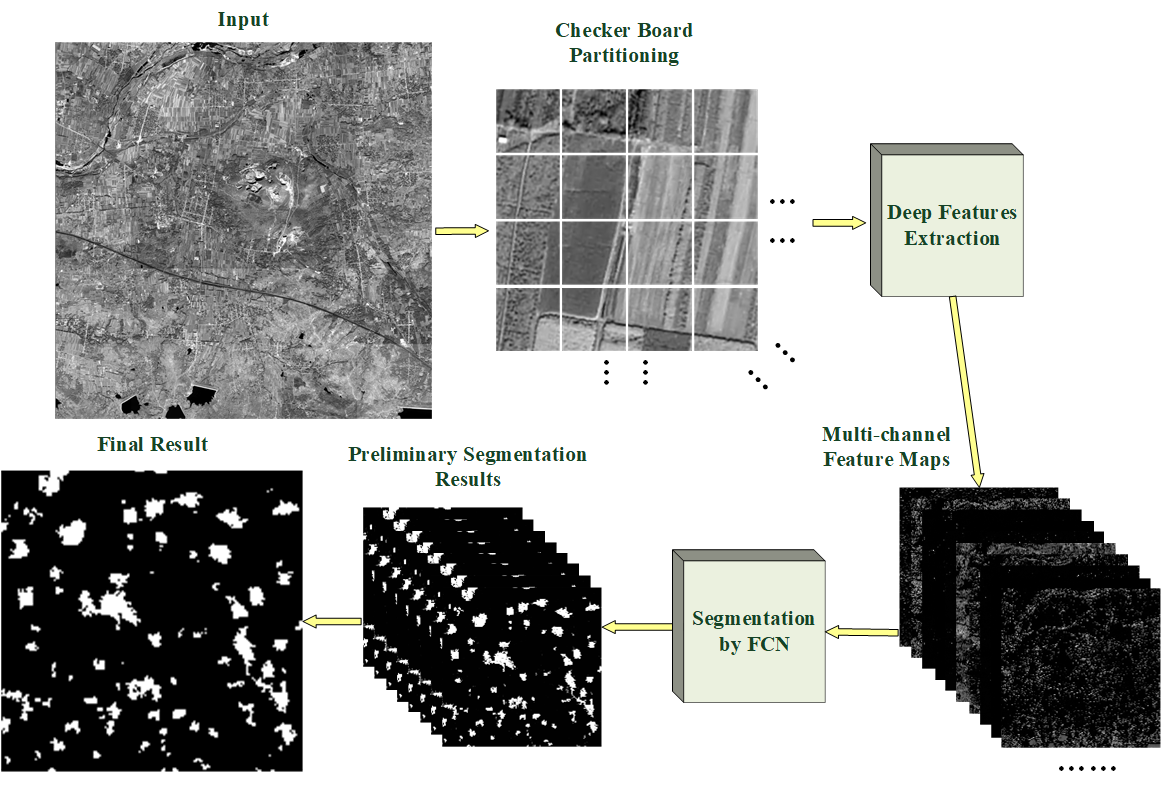 Input
Checker Board
Partitioning
Deep Features
Extraction
Multi-channel
Feature Maps
Segmentation
by FCN
Preliminary Segmentation
Results
Final Result